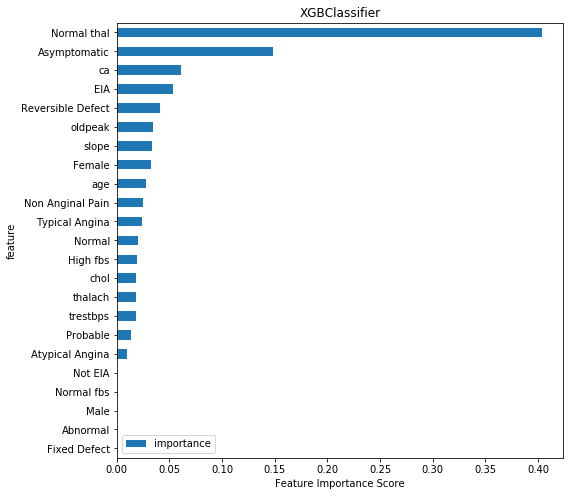 XGBClassifier
Normal thal
Asymptomatic
ca
EIA
Reversible Defect
oldpeak
slope
Female
age
Non Anginal Pain
Typical Angina
Normal
High fbs
chol
thalach
trestbps
Probable
Atypical Angina
Not EIA
Normal fbs
Male
Abnormal
Fixed Defect
feature
importance
0.00 0.05 0.10 0.15 0.20 0.25 0.30 0.35 0.40
Feature Importance Score